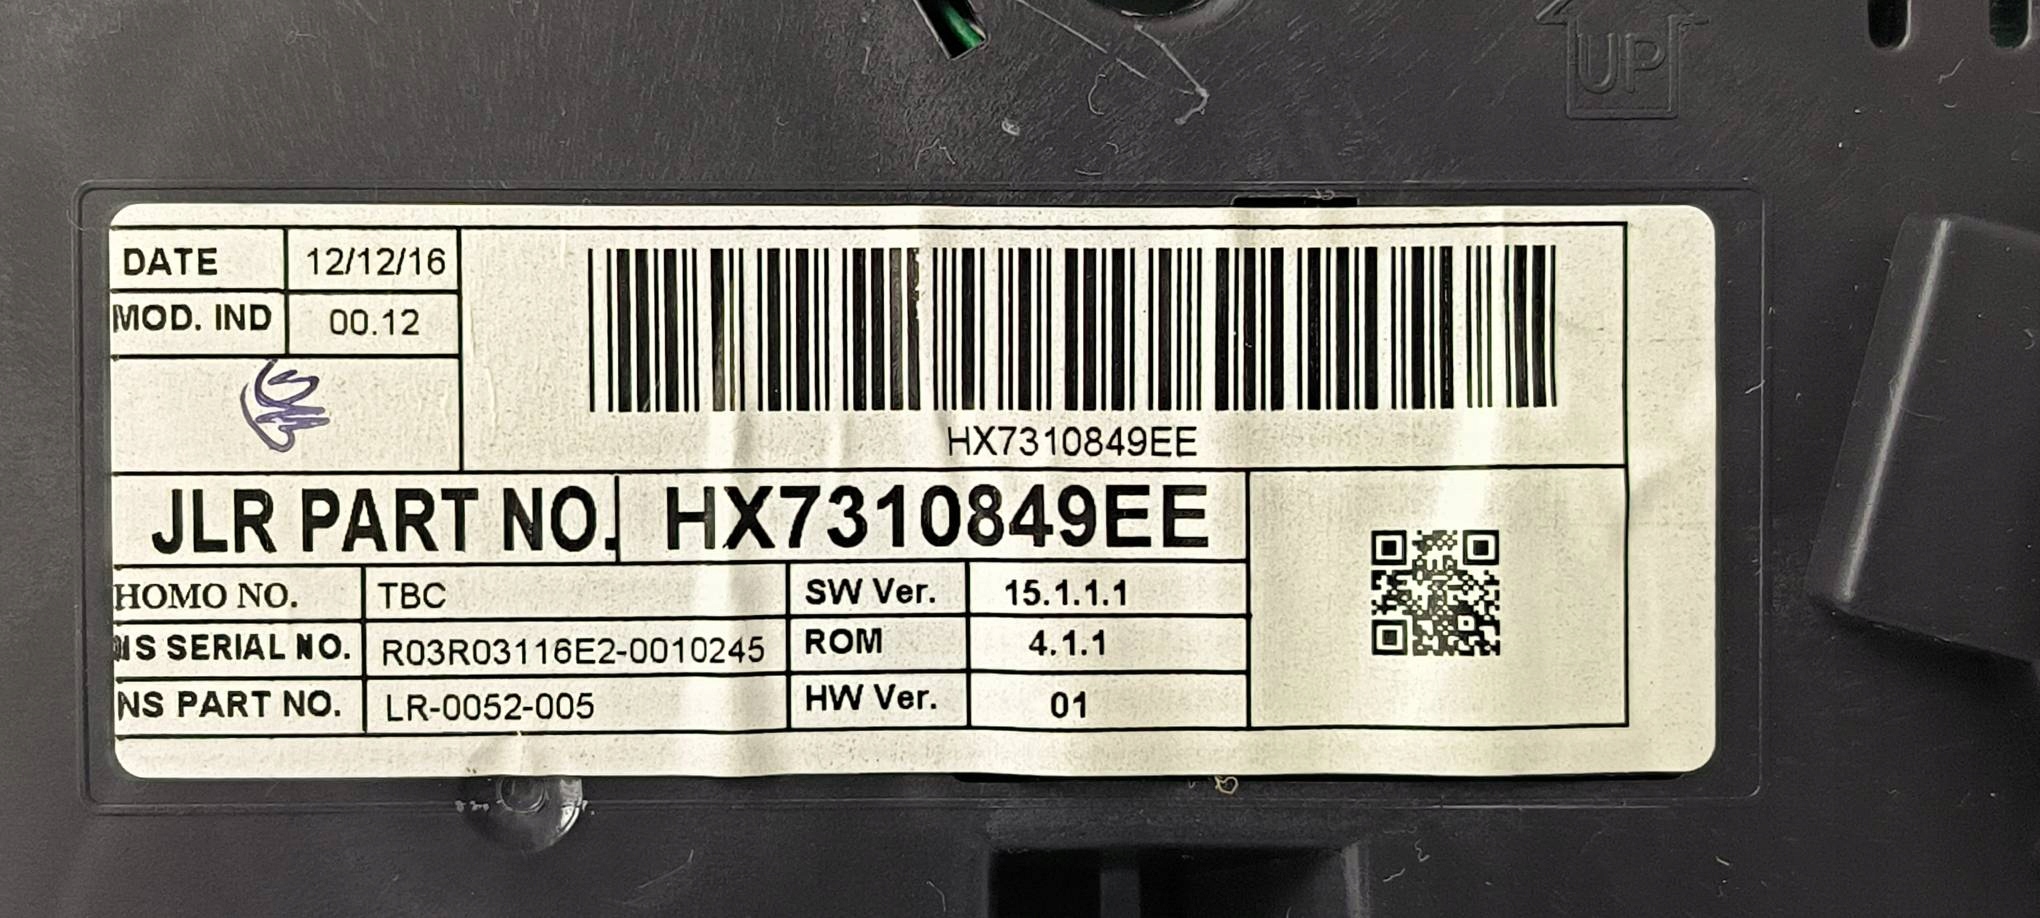 UP
DATE 12/12/16
MOD. IND 00.12
HX7310849EE
JLR PART NO. HX7310849EE
HOMO NO. TBC SW Ver. 15.1.1.1
NS SERIAL NO. R03R03116E2-0010245 ROM 4.1.1
NS PART NO. LR-0052-005 HW Ver. 01